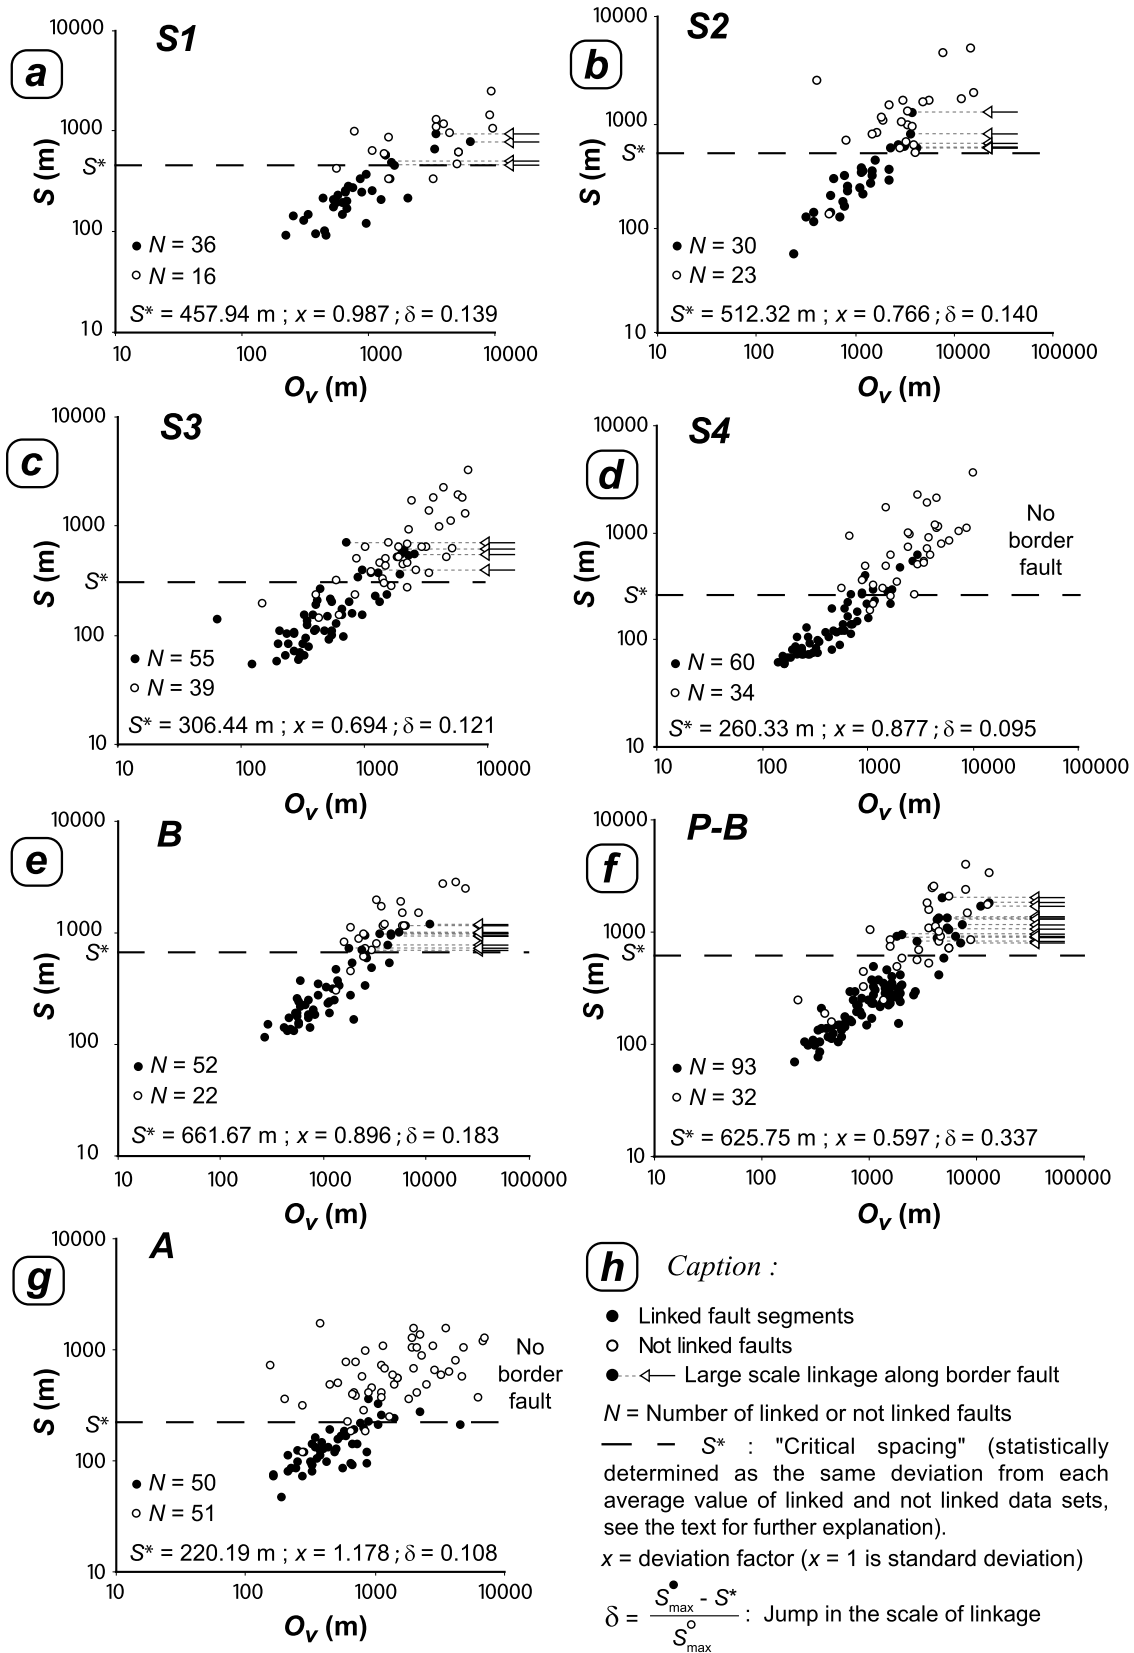 S1
a
10000
1000
S*
100
10
S (m)
N = 36
N = 16
S* = 457.94 m ; x = 0.987 ; δ = 0.139
10 100 1000 10000
Ov (m)
S2
b
10000
1000
S*
100
10
S (m)
N = 30
N = 23
S* = 512.32 m ; x = 0.766 ; δ = 0.140
10 100 1000 10000 100000
Ov (m)
S3
c
10000
1000
S*
100
10
S (m)
N = 55
N = 39
S* = 306.44 m ; x = 0.694 ; δ = 0.121
10 100 1000 10000
Ov (m)
S4
d
10000
1000
S*
100
10
S (m)
No
border
fault
N = 60
N = 34
S* = 260.33 m ; x = 0.877 ; δ = 0.095
10 100 1000 10000 100000
Ov (m)
B
e
10000
1000
S*
100
10
S (m)
N = 52
N = 22
S* = 661.67 m ; x = 0.896 ; δ = 0.183
10 100 1000 10000 100000
Ov (m)
P-B
f
10000
1000
S*
100
10
S (m)
N = 93
N = 32
S* = 625.75 m ; x = 0.597 ; δ = 0.337
10 100 1000 10000 100000
Ov (m)
A
g
10000
1000
S*
100
10
S (m)
No
border
fault
N = 50
N = 51
S* = 220.19 m ; x = 1.178 ; δ = 0.108
10 100 1000 10000
Ov (m)
h Caption :
Linked fault segments
Not linked faults
Large scale linkage along border fault
N = Number of linked or not linked faults
S* : "Critical spacing" (statistically
determined as the same deviation from each
average value of linked and not linked data sets,
see the text for further explanation).
x = deviation factor (x = 1 is standard deviation)
δ = (S●max - S*) / S○max : Jump in the scale of linkage